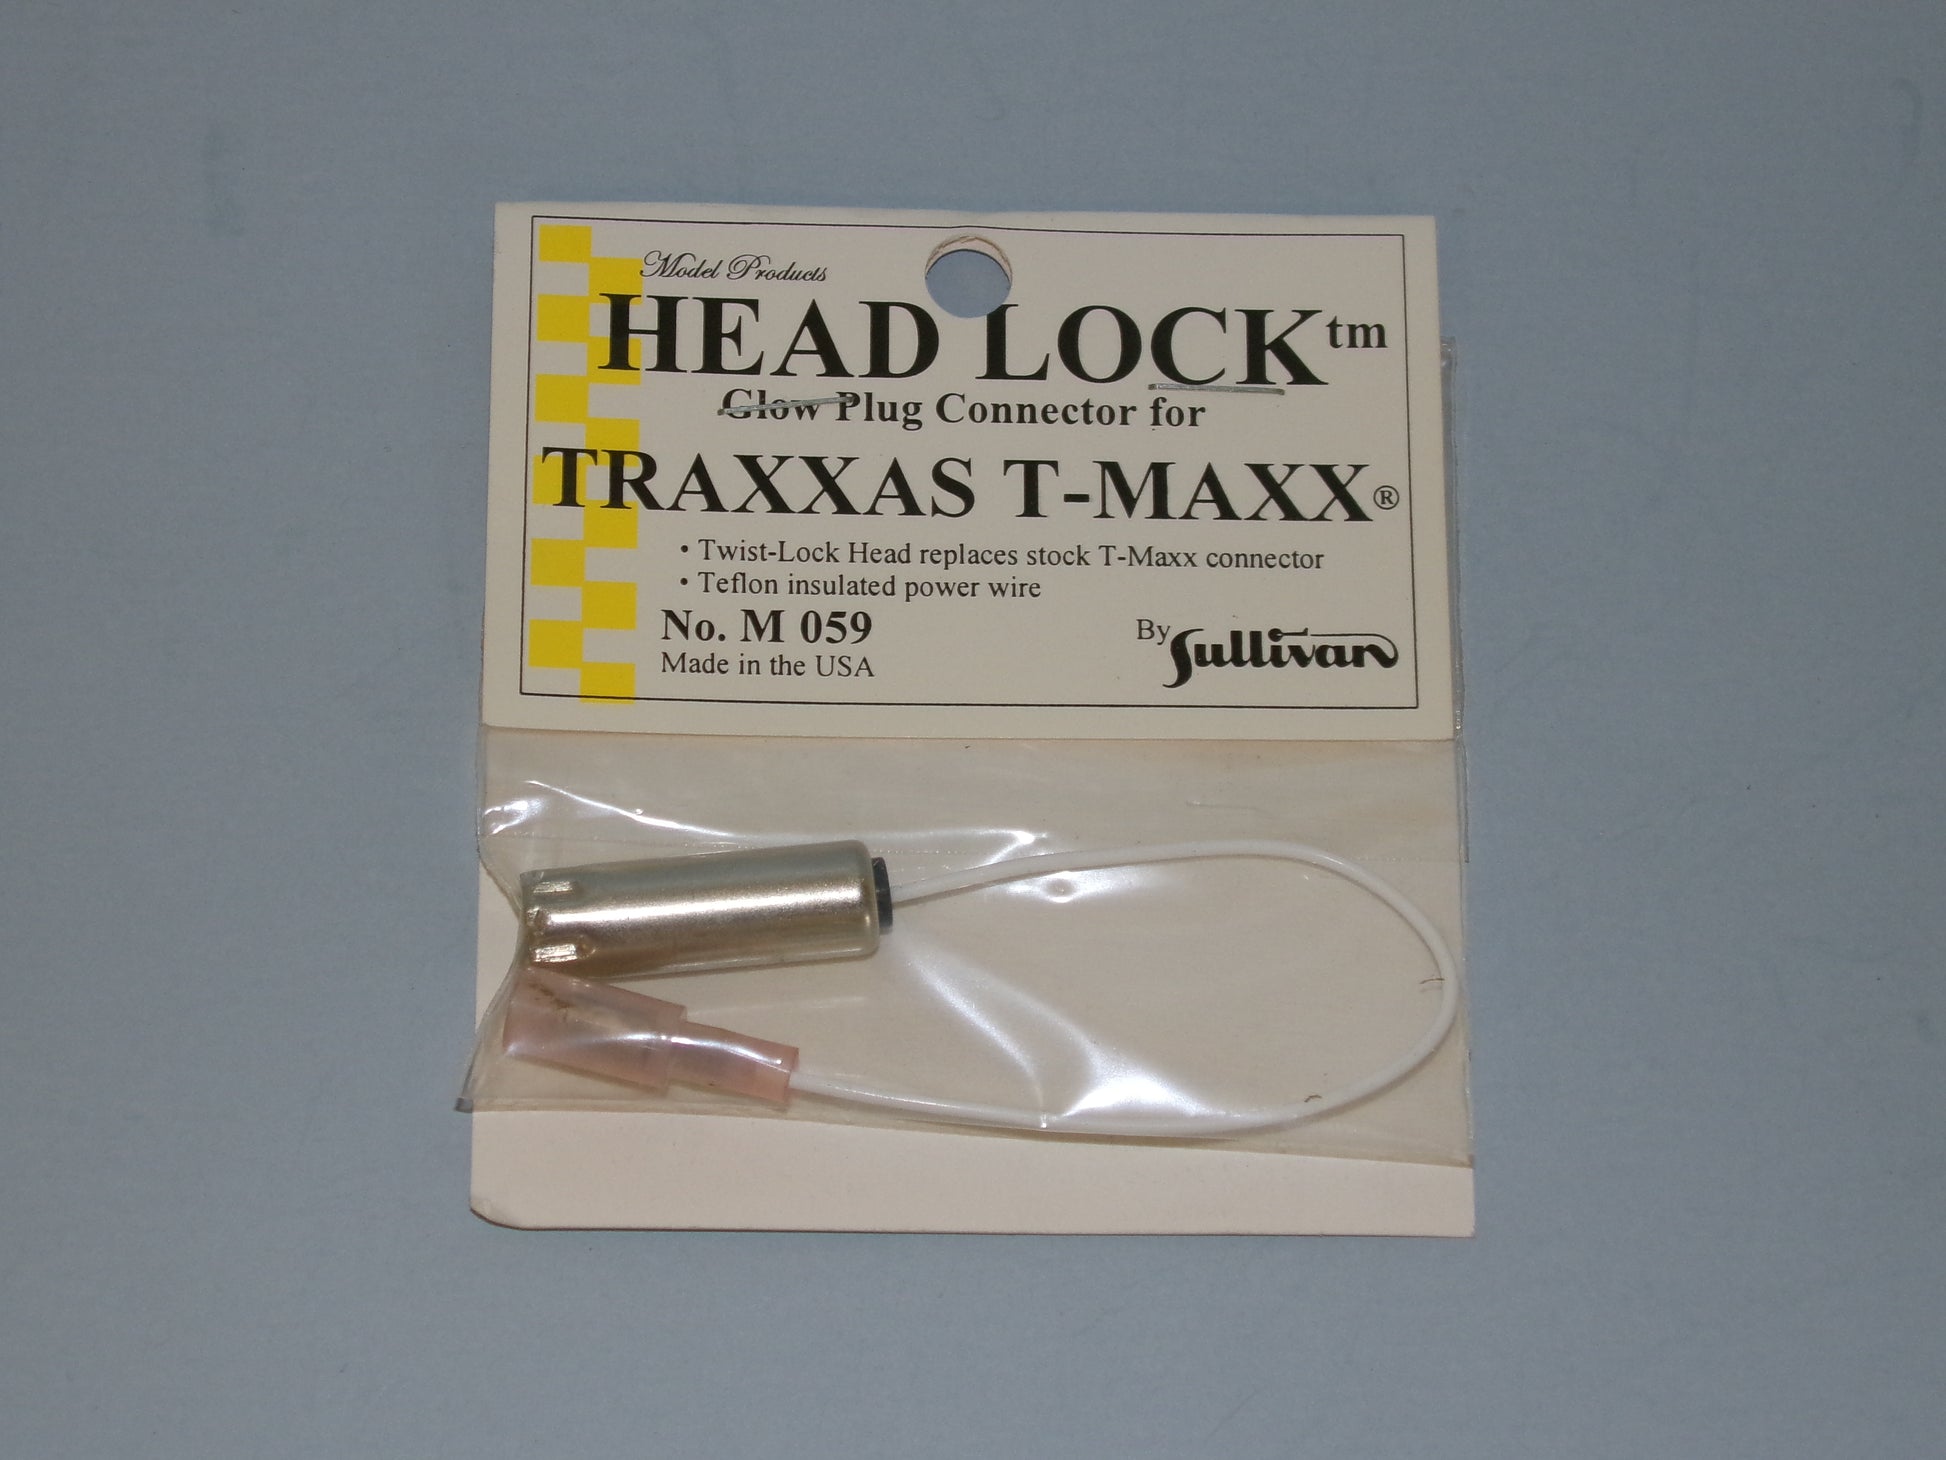 Model Products
HEAD LOCK™
Glow Plug Connector for
TRAXXAS T-MAXX®
• Twist-Lock Head replaces stock T-Maxx connector
• Teflon insulated power wire
No. M 059
Made in the USA
By Sullivan